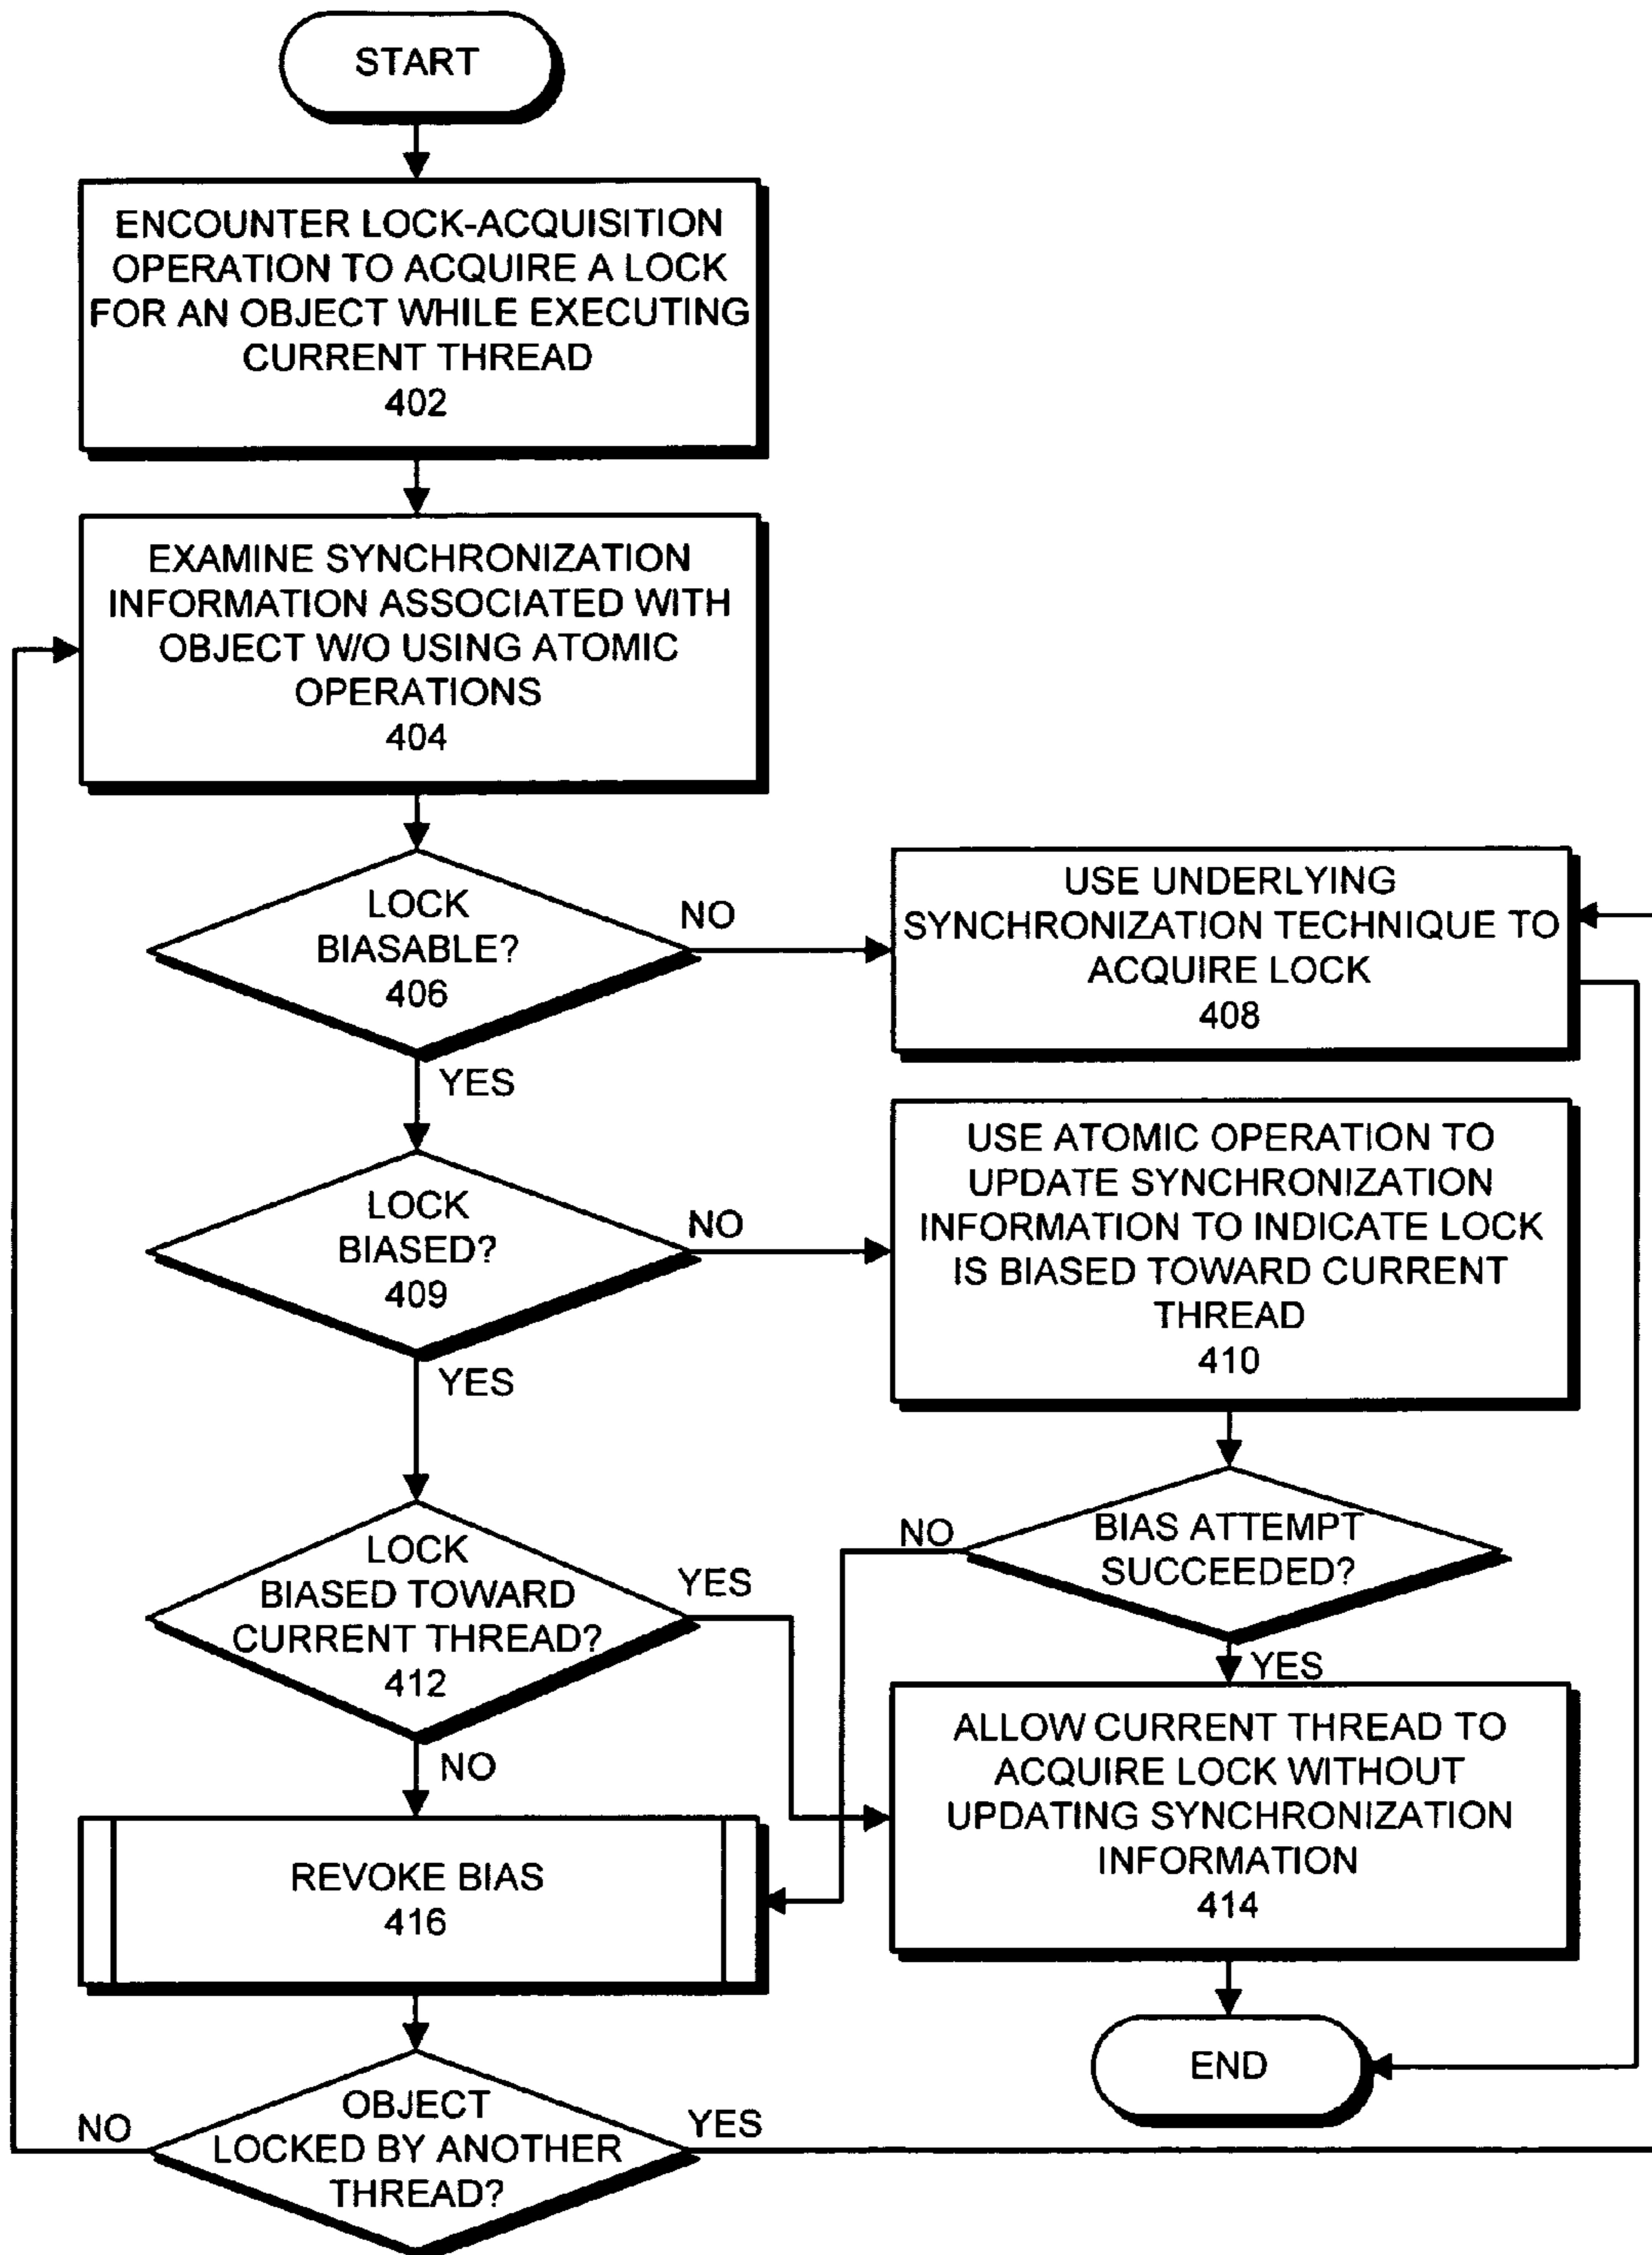 START
ENCOUNTER LOCK-ACQUISITION
OPERATION TO ACQUIRE A LOCK
FOR AN OBJECT WHILE EXECUTING
CURRENT THREAD
402
EXAMINE SYNCHRONIZATION
INFORMATION ASSOCIATED WITH
OBJECT W/O USING ATOMIC
OPERATIONS
404
LOCK
BIASABLE?
406
NO
YES
USE UNDERLYING
SYNCHRONIZATION TECHNIQUE TO
ACQUIRE LOCK
408
LOCK
BIASED?
409
NO
YES
USE ATOMIC OPERATION TO
UPDATE SYNCHRONIZATION
INFORMATION TO INDICATE LOCK
IS BIASED TOWARD CURRENT
THREAD
410
LOCK
BIASED TOWARD
CURRENT THREAD?
412
YES
NO
BIAS ATTEMPT
SUCCEEDED?
NO
YES
ALLOW CURRENT THREAD TO
ACQUIRE LOCK WITHOUT
UPDATING SYNCHRONIZATION
INFORMATION
414
REVOKE BIAS
416
END
OBJECT
LOCKED BY ANOTHER
THREAD?
NO
YES